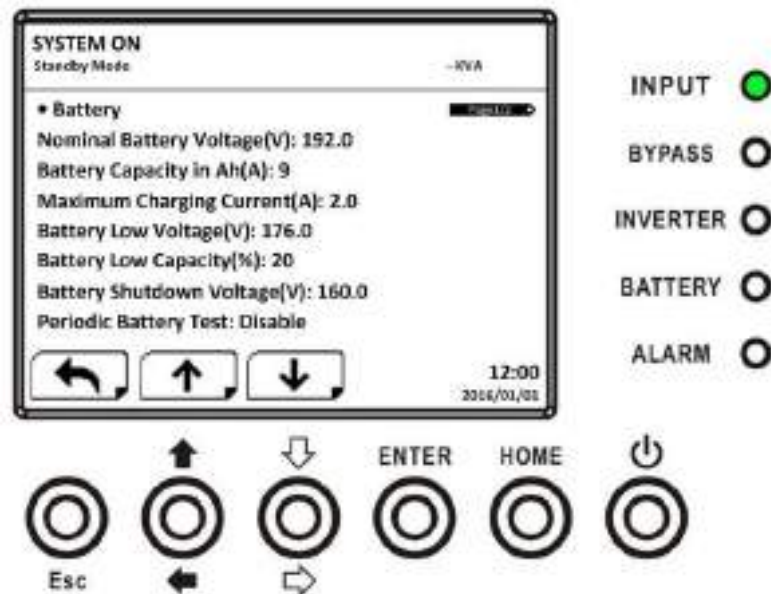 SYSTEM ON
Standby Mode
--KVA
• Battery
Nominal Battery Voltage(V): 192.0
Battery Capacity in Ah(A): 9
Maximum Charging Current(A): 2.0
Battery Low Voltage(V): 176.0
Battery Low Capacity(%): 20
Battery Shutdown Voltage(V): 160.0
Periodic Battery Test: Disable
12:00
2016/01/01
INPUT
BYPASS
INVERTER
BATTERY
ALARM
ENTER
HOME
Esc